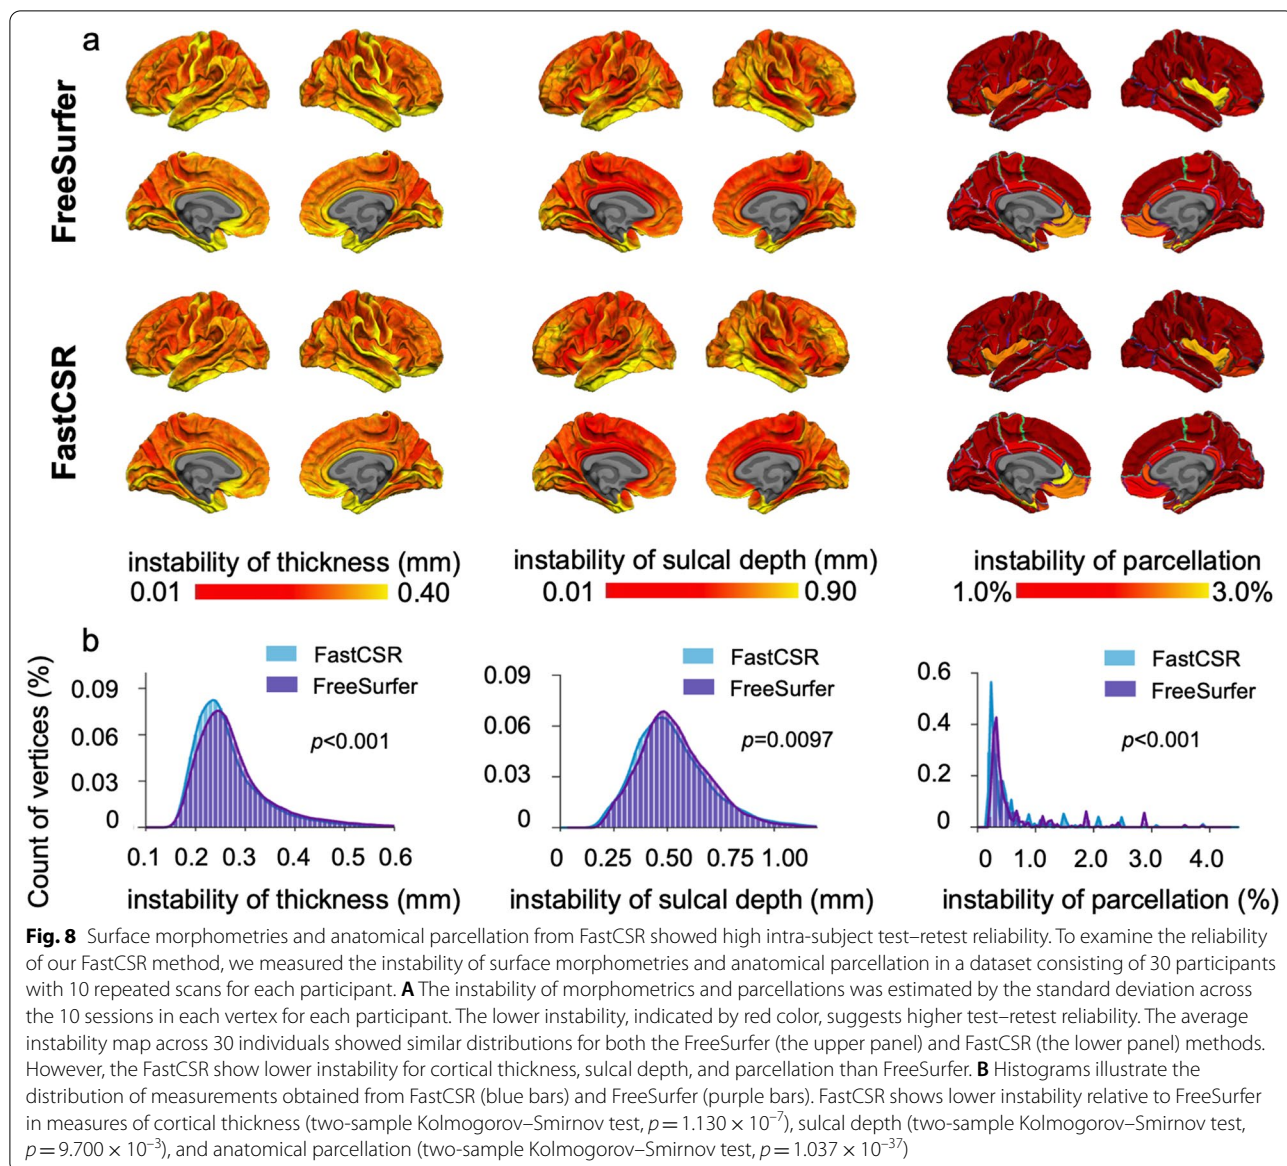 a
FreeSurfer
FastCSR
instability of thickness (mm)
0.01 0.40
instability of sulcal depth (mm)
0.01 0.90
instability of parcellation
1.0% 3.0%
b
Count of vertices (%)
FastCSR
FreeSurfer
p<0.001
0.09
0.06
0.03
0
0.1 0.2 0.3 0.4 0.5 0.6
instability of thickness (mm)
FastCSR
FreeSurfer
p=0.0097
0.09
0.06
0.03
0
0 0.25 0.50 0.75 1.00
instability of sulcal depth (mm)
FastCSR
FreeSurfer
p<0.001
0.6
0.4
0.2
0
0 1.0 2.0 3.0 4.0
instability of parcellation (%)
Fig. 8 Surface morphometries and anatomical parcellation from FastCSR showed high intra-subject test–retest reliability. To examine the reliability
of our FastCSR method, we measured the instability of surface morphometries and anatomical parcellation in a dataset consisting of 30 participants
with 10 repeated scans for each participant. A The instability of morphometrics and parcellations was estimated by the standard deviation across
the 10 sessions in each vertex for each participant. The lower instability, indicated by red color, suggests higher test–retest reliability. The average
instability map across 30 individuals showed similar distributions for both the FreeSurfer (the upper panel) and FastCSR (the lower panel) methods.
However, the FastCSR show lower instability for cortical thickness, sulcal depth, and parcellation than FreeSurfer. B Histograms illustrate the
distribution of measurements obtained from FastCSR (blue bars) and FreeSurfer (purple bars). FastCSR shows lower instability relative to FreeSurfer
in measures of cortical thickness (two-sample Kolmogorov–Smirnov test, p = 1.130 × 10⁻⁷), sulcal depth (two-sample Kolmogorov–Smirnov test,
p = 9.700 × 10⁻³), and anatomical parcellation (two-sample Kolmogorov–Smirnov test, p = 1.037 × 10⁻³⁷)